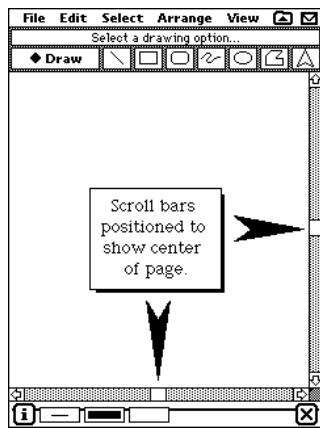 File Edit Select Arrange View
Select a drawing option...
◆ Draw
Scroll bars
positioned to
show center
of page.
i